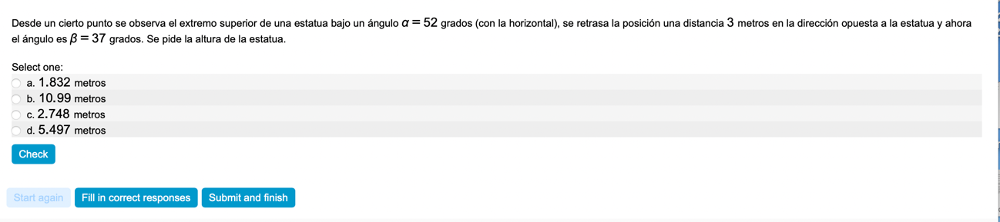 Desde un cierto punto se observa el extremo superior de una estatua bajo un ángulo α = 52 grados (con la horizontal), se retrasa la posición una distancia 3 metros en la dirección opuesta a la estatua y ahora
el ángulo es β = 37 grados. Se pide la altura de la estatua.
Select one:
a. 1.832 metros
b. 10.99 metros
c. 2.748 metros
d. 5.497 metros
Check
Start again Fill in correct responses Submit and finish